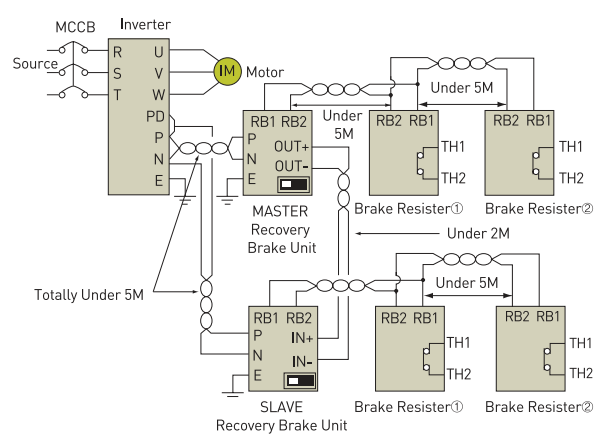 MCCB
Inverter
Source
R
S
T
U
V
W
IM
Motor
PD
P
N
E
RB1 RB2
P
N
E
OUT+
OUT-
MASTER
Recovery
Brake Unit
Under
5M
Under 5M
RB2 RB1
TH1
TH2
Brake Resister①
RB2 RB1
TH1
TH2
Brake Resister②
Under 2M
Totally Under 5M
RB1 RB2
P
N
E
IN+
IN-
SLAVE
Recovery Brake Unit
Under 5M
RB2 RB1
TH1
TH2
Brake Resister①
RB2 RB1
TH1
TH2
Brake Resister②